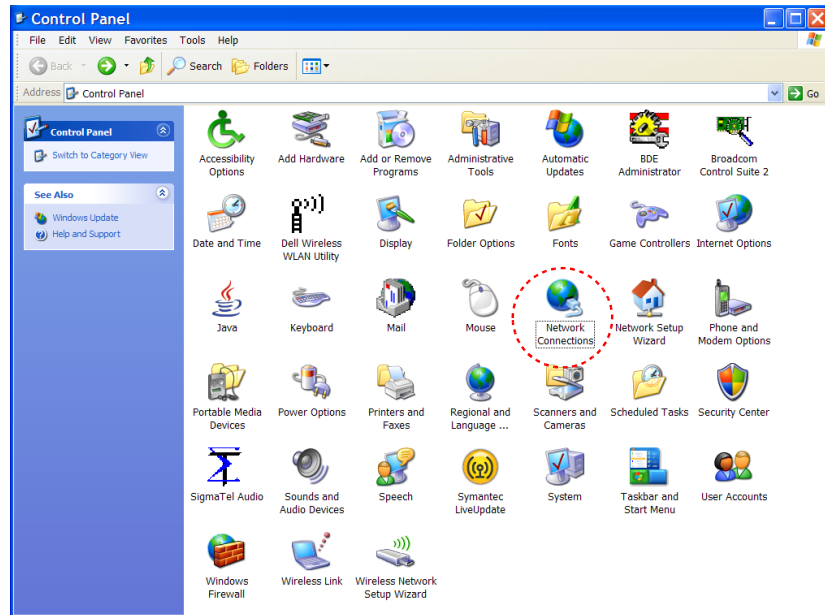 Control Panel
File Edit View Favorites Tools Help
Back Search Folders
Address Control Panel Go
Control Panel
Switch to Category View
See Also
Windows Update
Help and Support
Accessibility Options
Add Hardware
Add or Remove Programs
Administrative Tools
Automatic Updates
BDE Administrator
Broadcom Control Suite 2
Date and Time
Dell Wireless WLAN Utility
Display
Folder Options
Fonts
Game Controllers
Internet Options
Java
Keyboard
Mail
Mouse
Network Connections
Network Setup Wizard
Phone and Modem Options
Portable Media Devices
Power Options
Printers and Faxes
Regional and Language ...
Scanners and Cameras
Scheduled Tasks
Security Center
SigmaTel Audio
Sounds and Audio Devices
Speech
Symantec LiveUpdate
System
Taskbar and Start Menu
User Accounts
Windows Firewall
Wireless Link
Wireless Network Setup Wizard